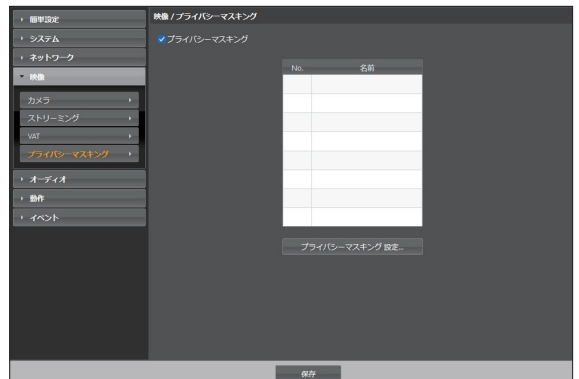 簡単設定
システム
ネットワーク
映像
カメラ
ストリーミング
VAT
プライバシーマスキング
オーディオ
動作
イベント
映像 / プライバシーマスキング
プライバシーマスキング
No. 名前
プライバシーマスキング 設定...
保存